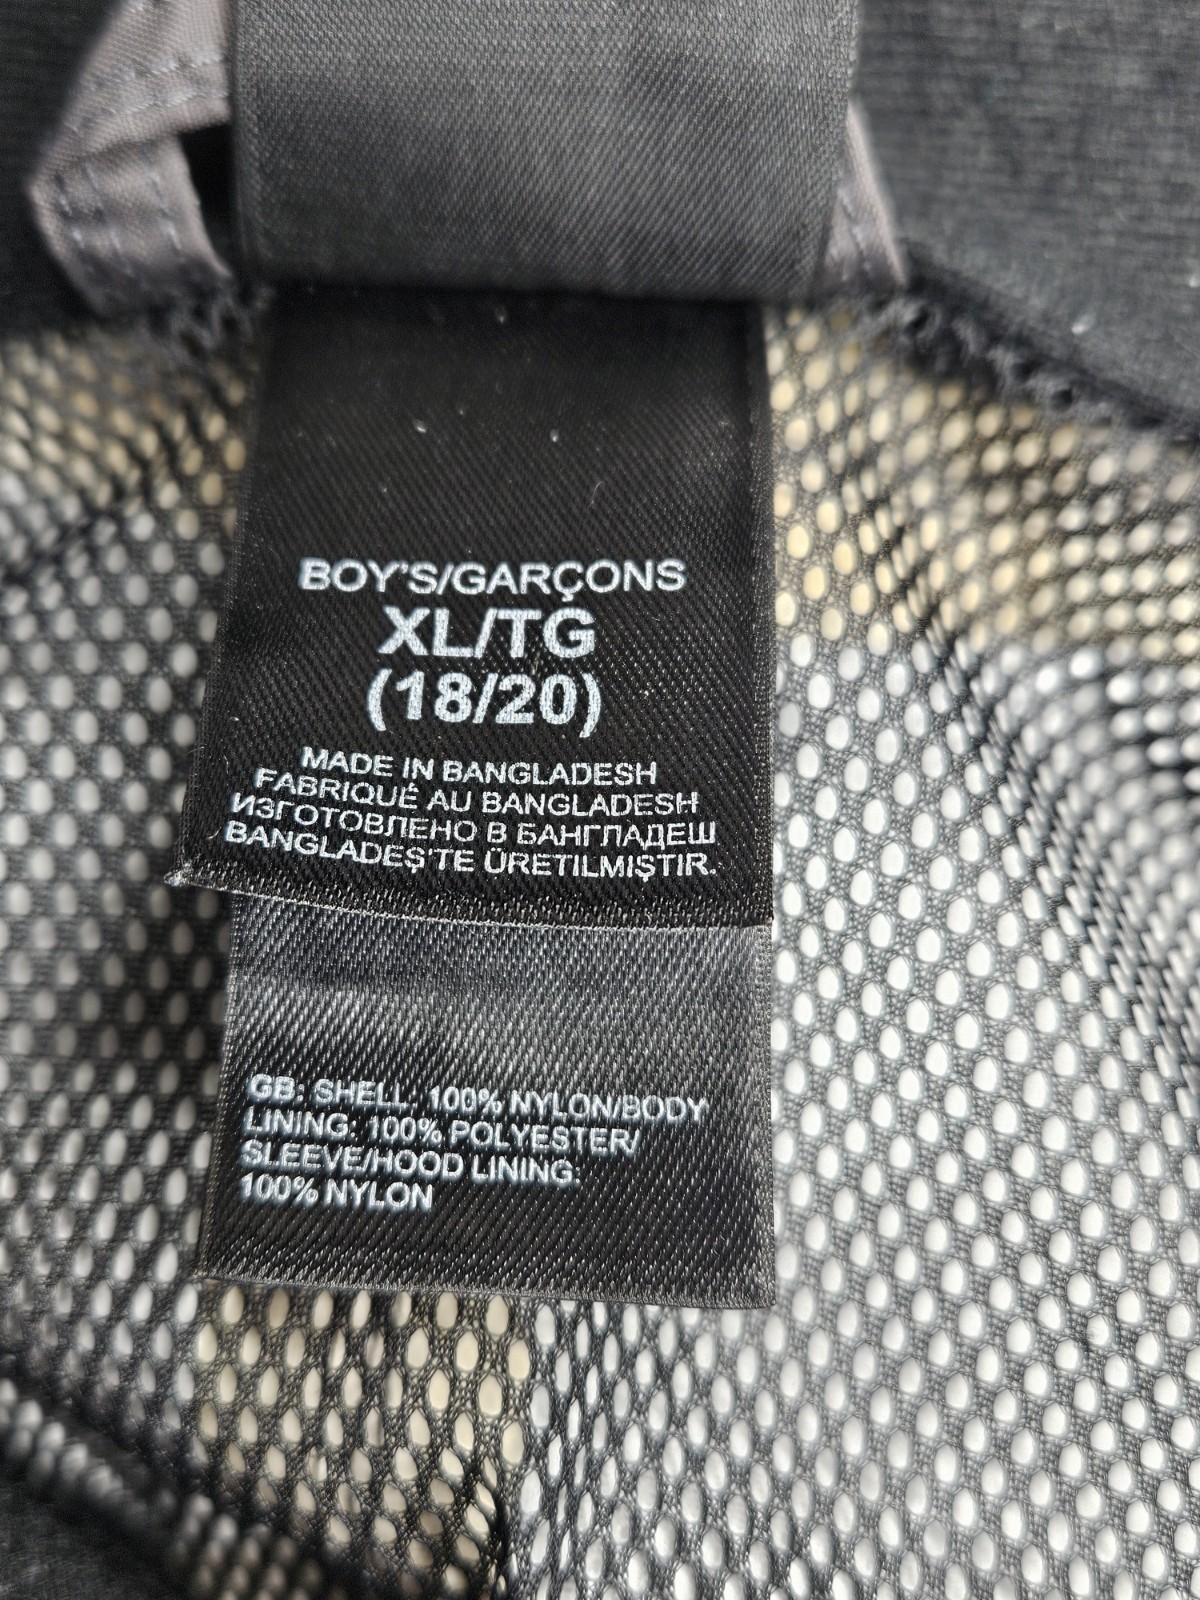 BOY'S/GARÇONS
XL/TG
(18/20)
MADE IN BANGLADESH
FABRIQUÉ AU BANGLADESH
ИЗГОТОВЛЕНО В БАНГЛАДЕШ
BANGLADEŞ'TE ÜRETILMIŞTIR.
GB: SHELL: 100% NYLON/BODY
LINING: 100% POLYESTER/
SLEEVE/HOOD LINING:
100% NYLON